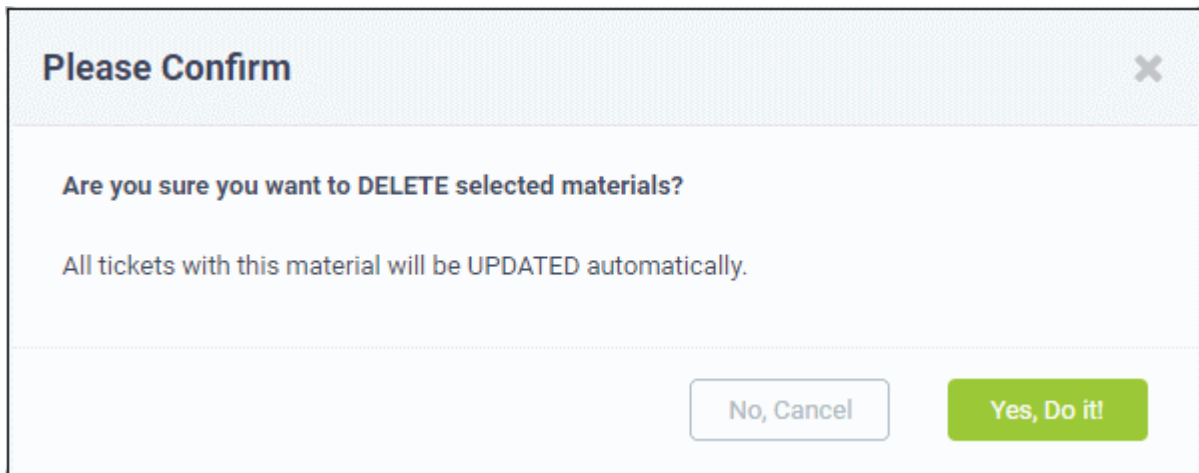 Please Confirm
Are you sure you want to DELETE selected materials?
All tickets with this material will be UPDATED automatically.
No, Cancel
Yes, Do it!